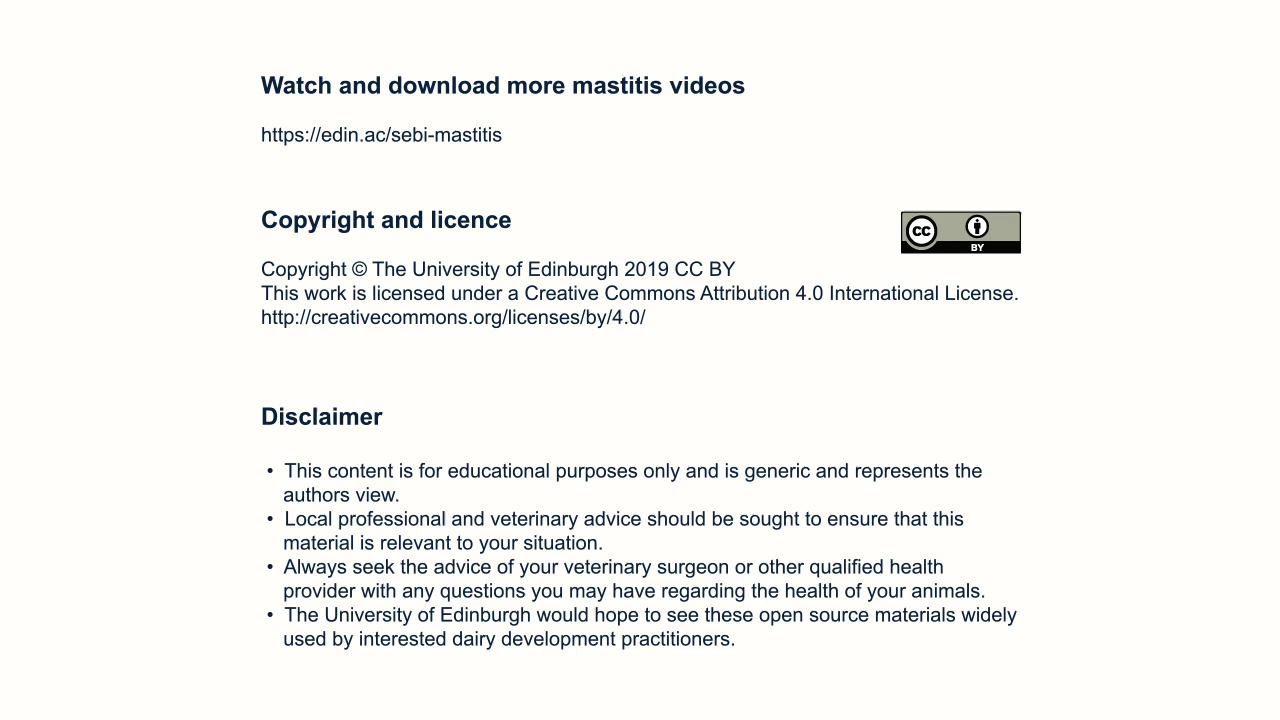 Watch and download more mastitis videos
https://edin.ac/sebi-mastitis
Copyright and licence
CC BY
Copyright © The University of Edinburgh 2019 CC BY
This work is licensed under a Creative Commons Attribution 4.0 International License.
http://creativecommons.org/licenses/by/4.0/
Disclaimer
• This content is for educational purposes only and is generic and represents the
authors view.
• Local professional and veterinary advice should be sought to ensure that this
material is relevant to your situation.
• Always seek the advice of your veterinary surgeon or other qualified health
provider with any questions you may have regarding the health of your animals.
• The University of Edinburgh would hope to see these open source materials widely
used by interested dairy development practitioners.